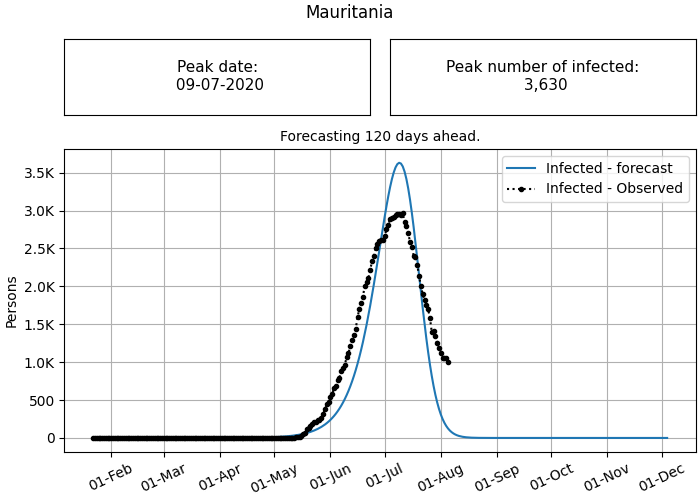 Mauritania
Peak date:
09-07-2020
Peak number of infected:
3,630
Forecasting 120 days ahead.
Infected - forecast
Infected - Observed
3.5K
3.0K
2.5K
2.0K
1.5K
1.0K
500
0
Persons
01-Feb
01-Mar
01-Apr
01-May
01-Jun
01-Jul
01-Aug
01-Sep
01-Oct
01-Nov
01-Dec